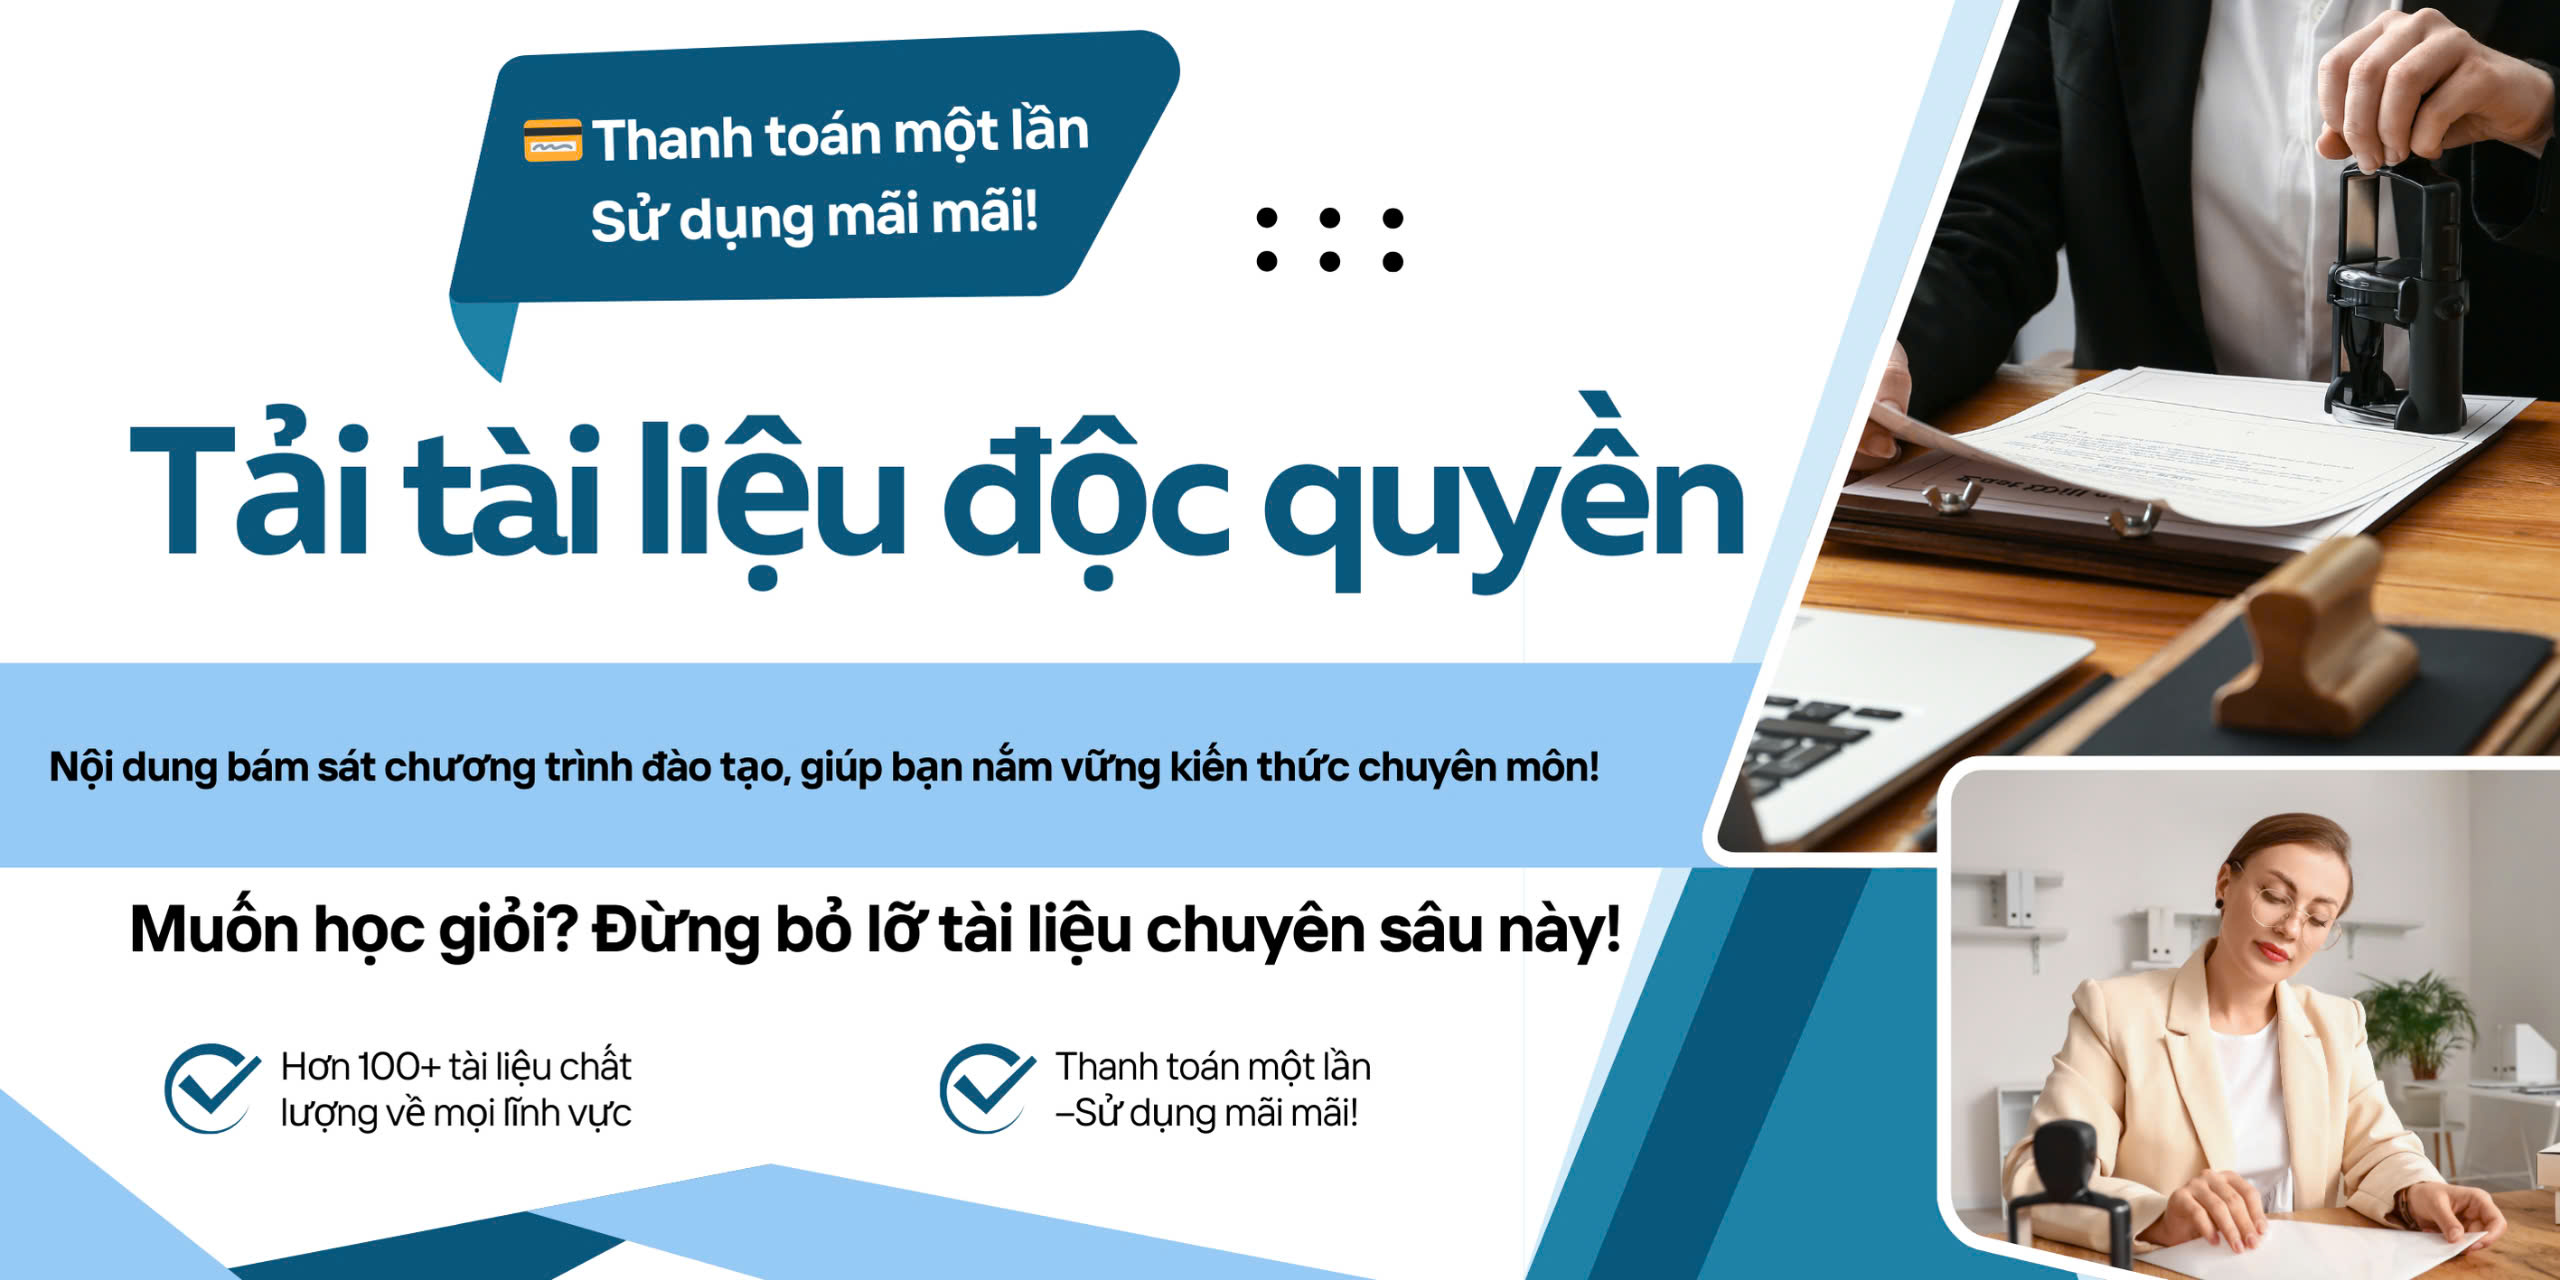 💳 Thanh toán một lần
Sử dụng mãi mãi!
Tải tài liệu độc quyền
Nội dung bám sát chương trình đào tạo, giúp bạn nắm vững kiến thức chuyên môn!
Muốn học giỏi? Đừng bỏ lỡ tài liệu chuyên sâu này!
Hơn 100+ tài liệu chất
lượng về mọi lĩnh vực
Thanh toán một lần
–Sử dụng mãi mãi!